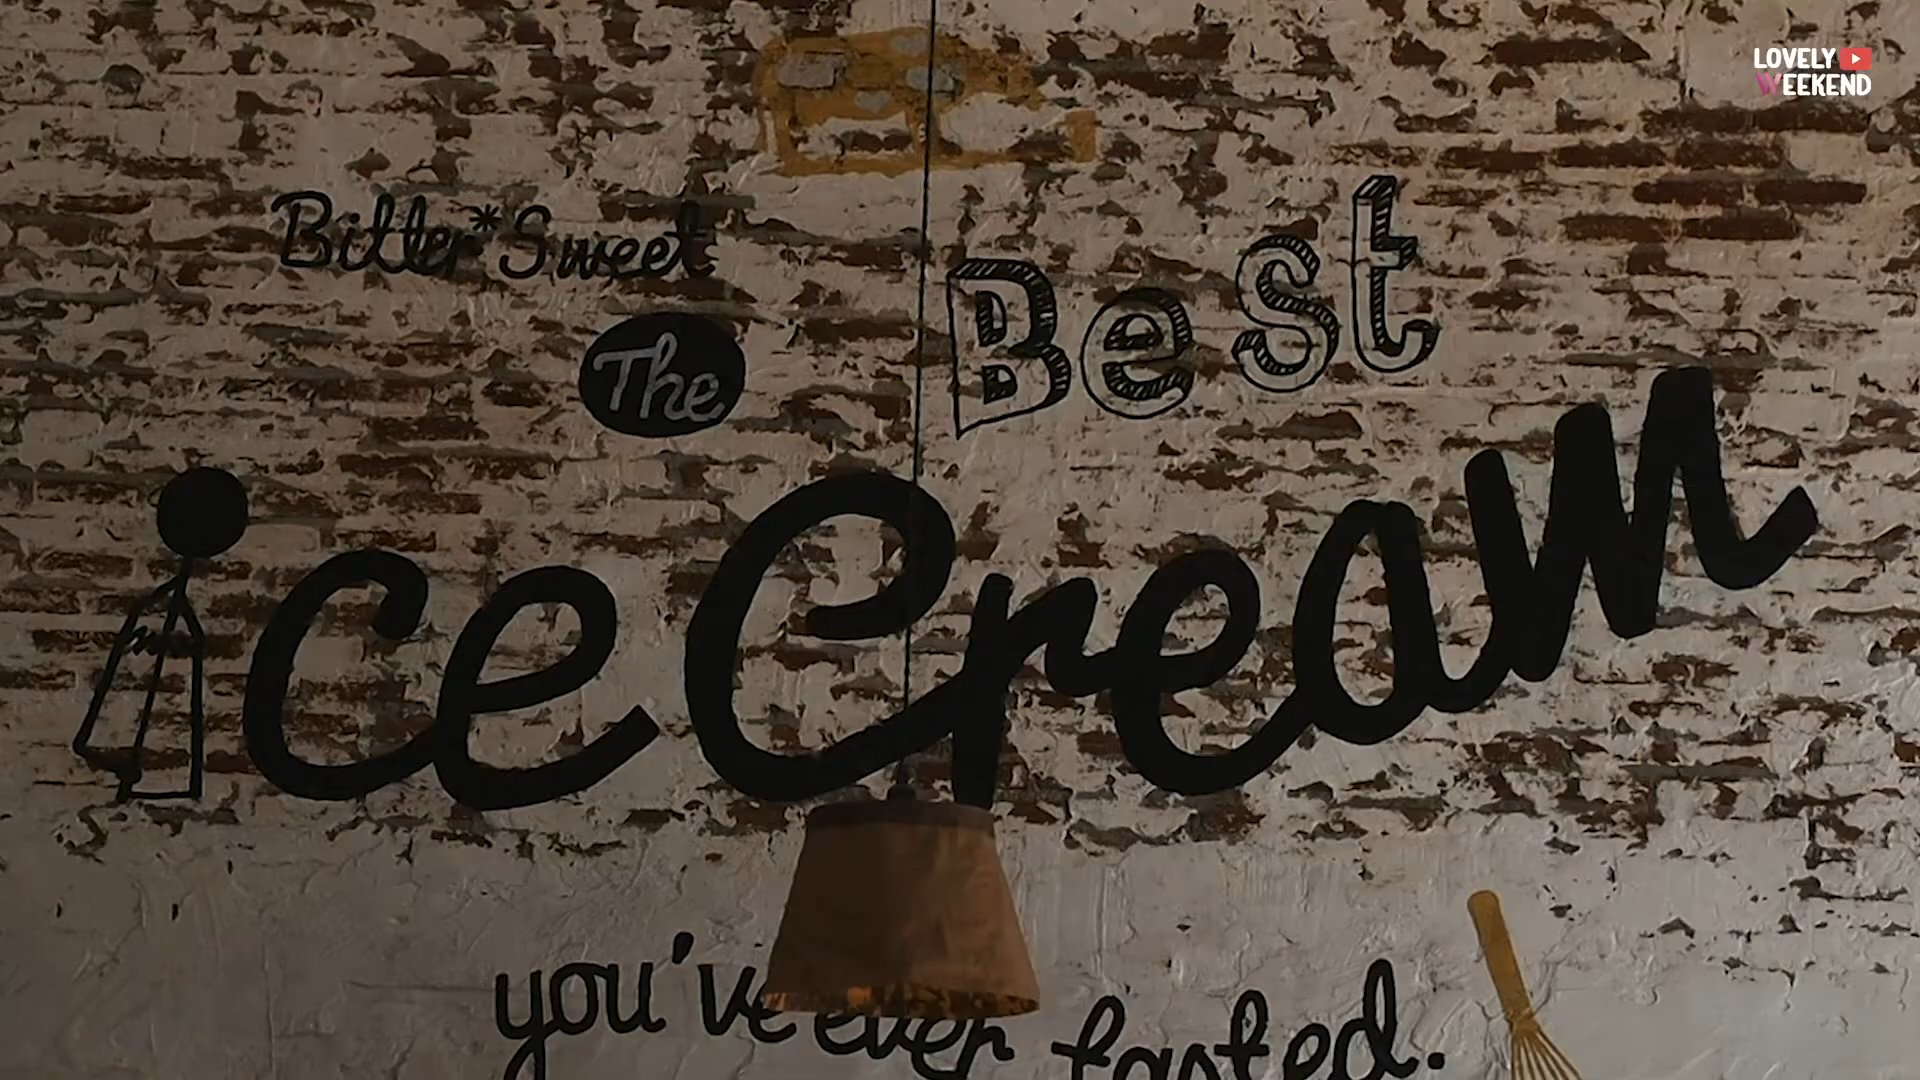 LOVELY
WEEKEND
Bitter*Sweet
The Best
ice Cream
you've ever tasted.